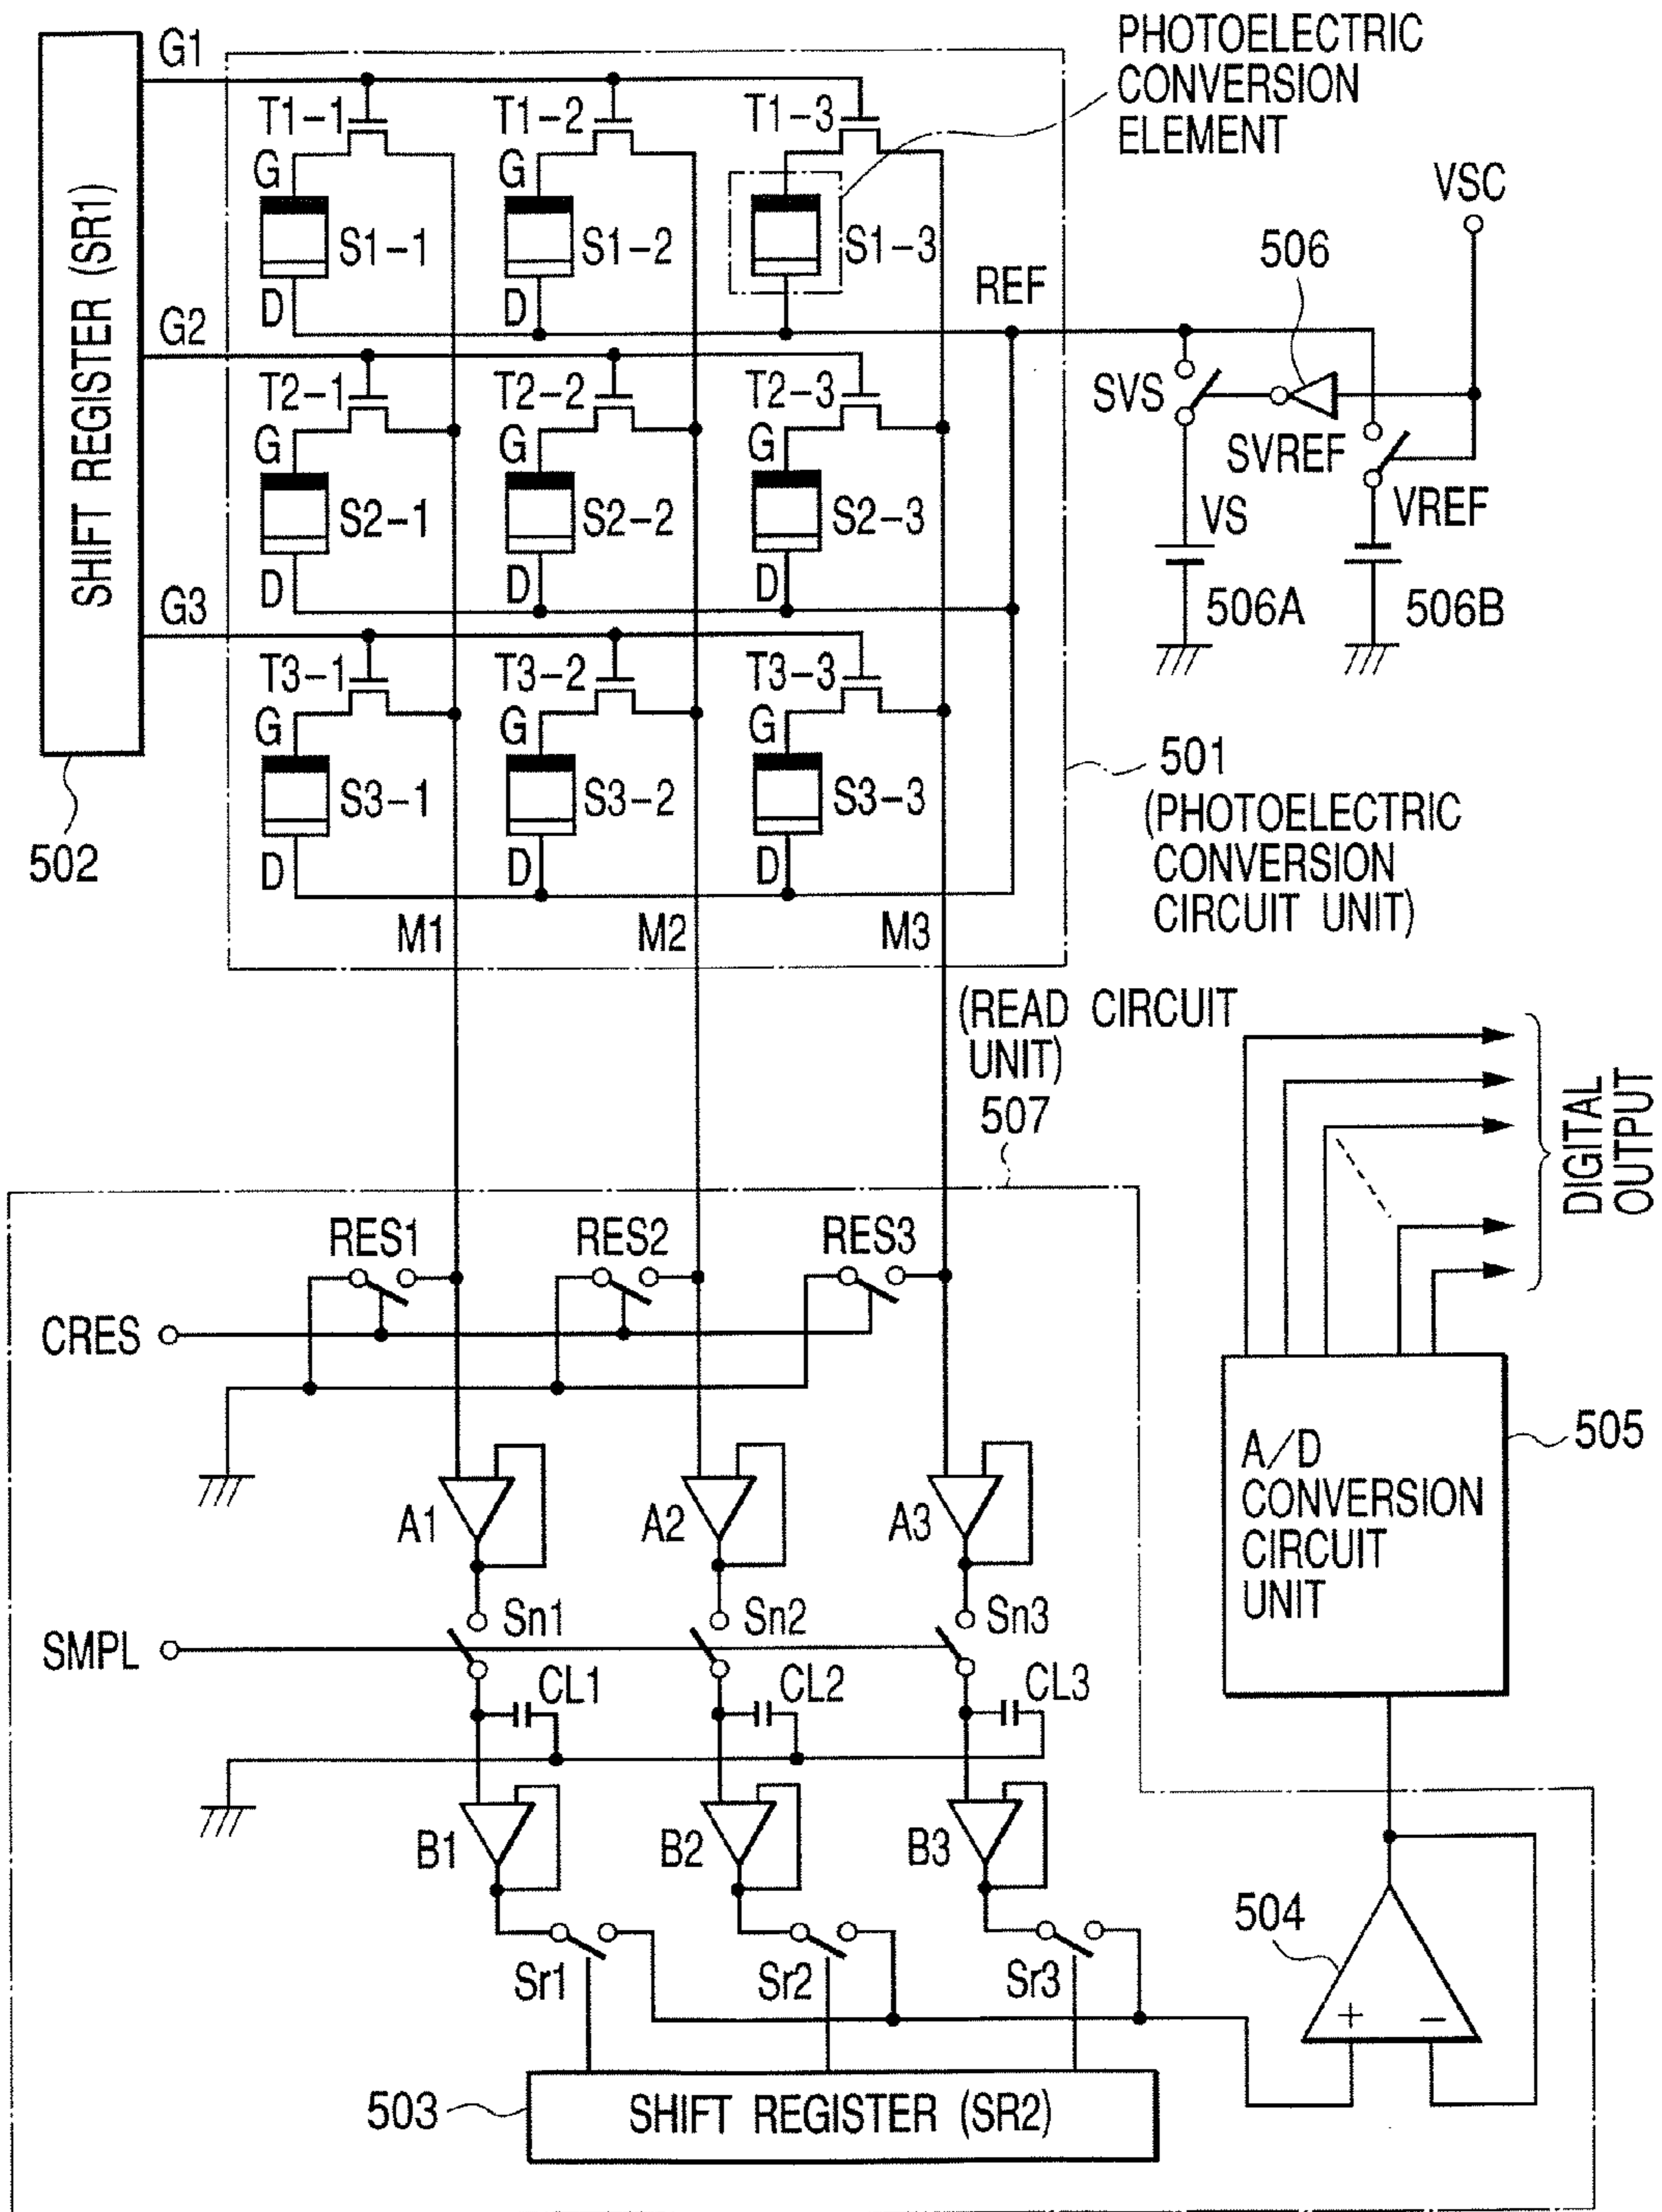 G1
PHOTOELECTRIC
CONVERSION
ELEMENT
T1-1 T1-2 T1-3
G G
VSC
SHIFT REGISTER (SR1)
S1-1 S1-2 S1-3
506
REF
D D
G2
T2-1 T2-2 T2-3
SVS
G G G
SVREF
S2-1 S2-2 S2-3
VS VREF
D D D
506A 506B
G3
T3-1 T3-2 T3-3
G G G
501
(PHOTOELECTRIC
CONVERSION
CIRCUIT UNIT)
S3-1 S3-2 S3-3
502
D D D
M1 M2 M3
(READ CIRCUIT
UNIT)
507
DIGITAL
OUTPUT
RES1 RES2 RES3
CRES
505
A/D
CONVERSION
CIRCUIT
UNIT
A1 A2 A3
Sn1 Sn2 Sn3
SMPL
CL1 CL2 CL3
B1 B2 B3
504
Sr1 Sr2 Sr3
+ −
503
SHIFT REGISTER (SR2)